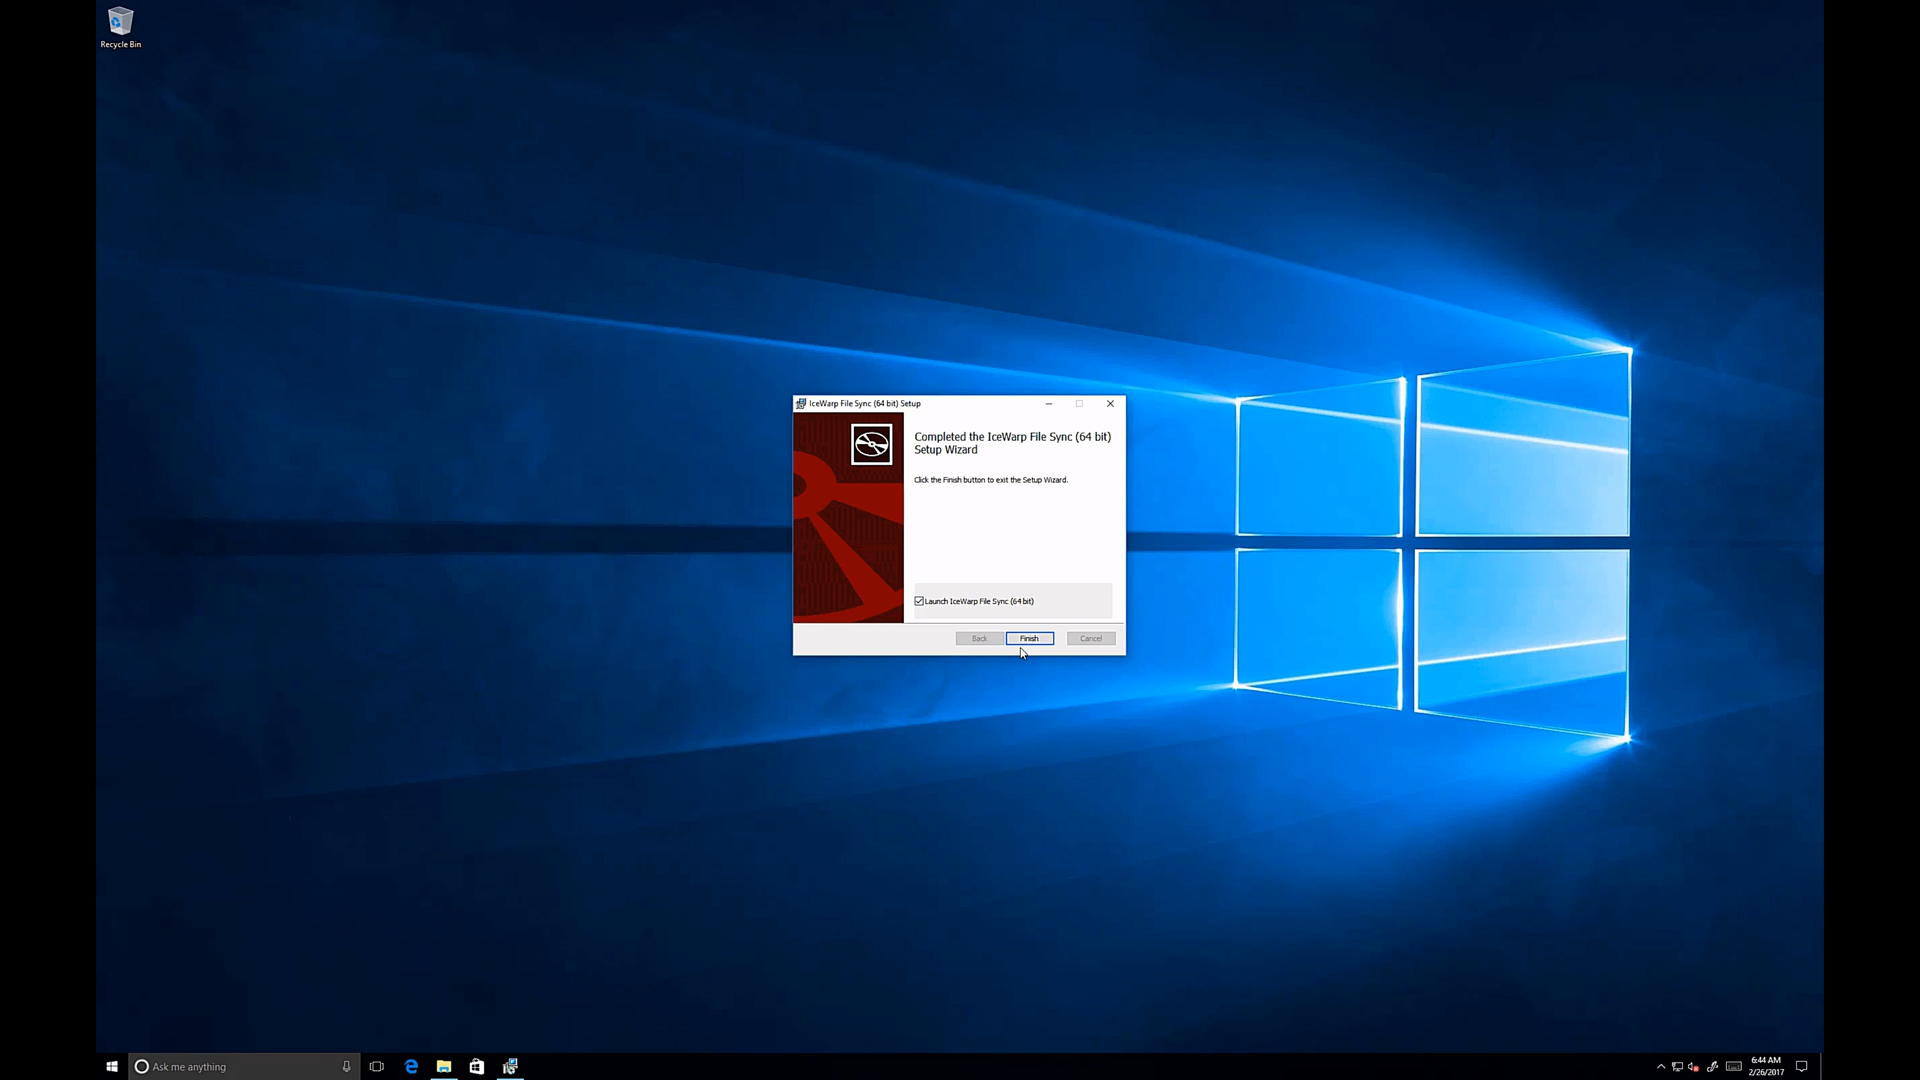 Recycle Bin
IceWarp File Sync (64 bit) Setup
Completed the IceWarp File Sync (64 bit)
Setup Wizard
Click the Finish button to exit the Setup Wizard.
Launch IceWarp File Sync (64 bit)
Back
Finish
Cancel
Ask me anything
6:44 AM
2/26/2017